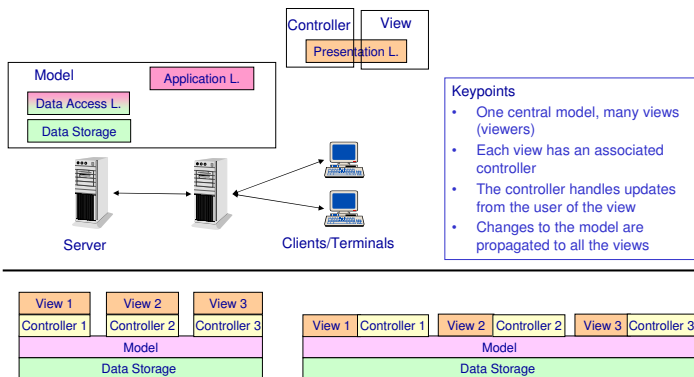 Controller View
Presentation L.
Model
Application L.
Data Access L.
Data Storage
Server
Clients/Terminals
Keypoints
• One central model, many views
(viewers)
• Each view has an associated
controller
• The controller handles updates
from the user of the view
• Changes to the model are
propagated to all the views
View 1 View 2 View 3
Controller 1 Controller 2 Controller 3
Model
Data Storage
View 1 Controller 1 View 2 Controller 2 View 3 Controller 3
Model
Data Storage